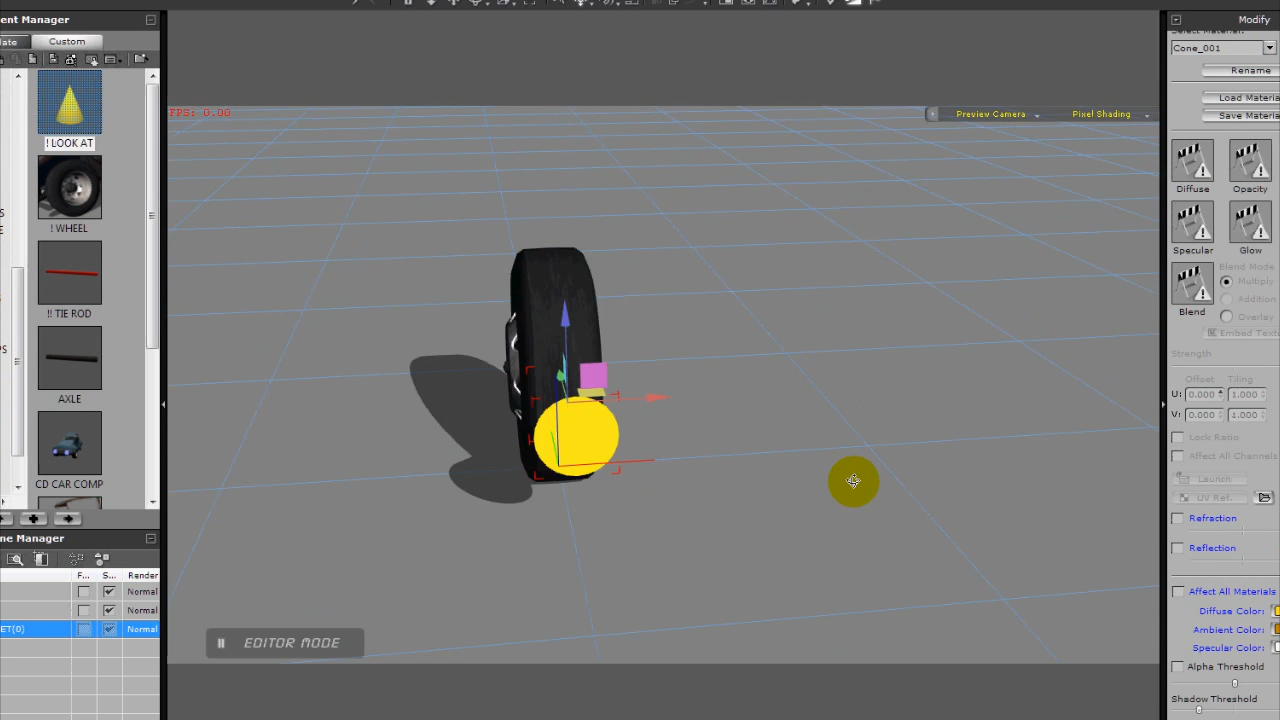 ent Manager
late
Custom
! LOOK AT
! WHEEL
!! TIE ROD
AXLE
CD CAR COMP
ne Manager
F...
S...
Render
Normal
Normal
ET(0)
Normal
FPS: 0.00
Preview Camera
Pixel Shading
EDITOR MODE
Modify
Select Material:
Cone_001
Rename
Load Materia
Save Materia
Diffuse
Opacity
Specular
Glow
Blend
Blend Mode
Multiply
Addition
Overlay
Embed Text
Strength
Offset
Tiling
U:
0.000
1.000
V:
0.000
1.000
Lock Ratio
Affect All Channels
Launch
UV Ref.
Refraction
Reflection
Affect All Materials
Diffuse Color:
Ambient Color:
Specular Color:
Alpha Threshold
Shadow Threshold